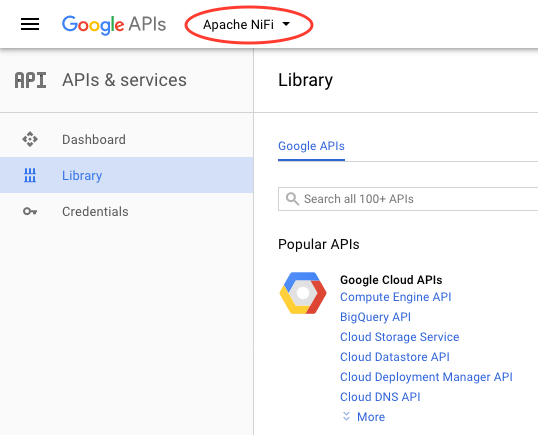 Google APIs
Apache NiFi
API APIs & services
Library
Dashboard
Library
Credentials
Google APIs
Search all 100+ APIs
Popular APIs
Google Cloud APIs
Compute Engine API
BigQuery API
Cloud Storage Service
Cloud Datastore API
Cloud Deployment Manager API
Cloud DNS API
More